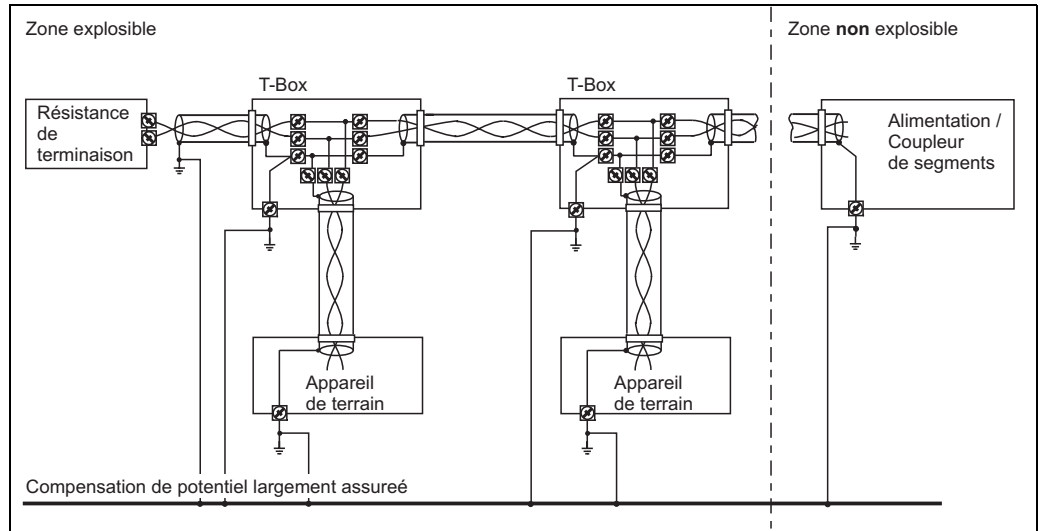 Zone explosible
Zone non explosible
T-Box
T-Box
Résistance
de
terminaison
Alimentation /
Coupleur
de segments
Appareil
de terrain
Appareil
de terrain
Compensation de potentiel largement assureé